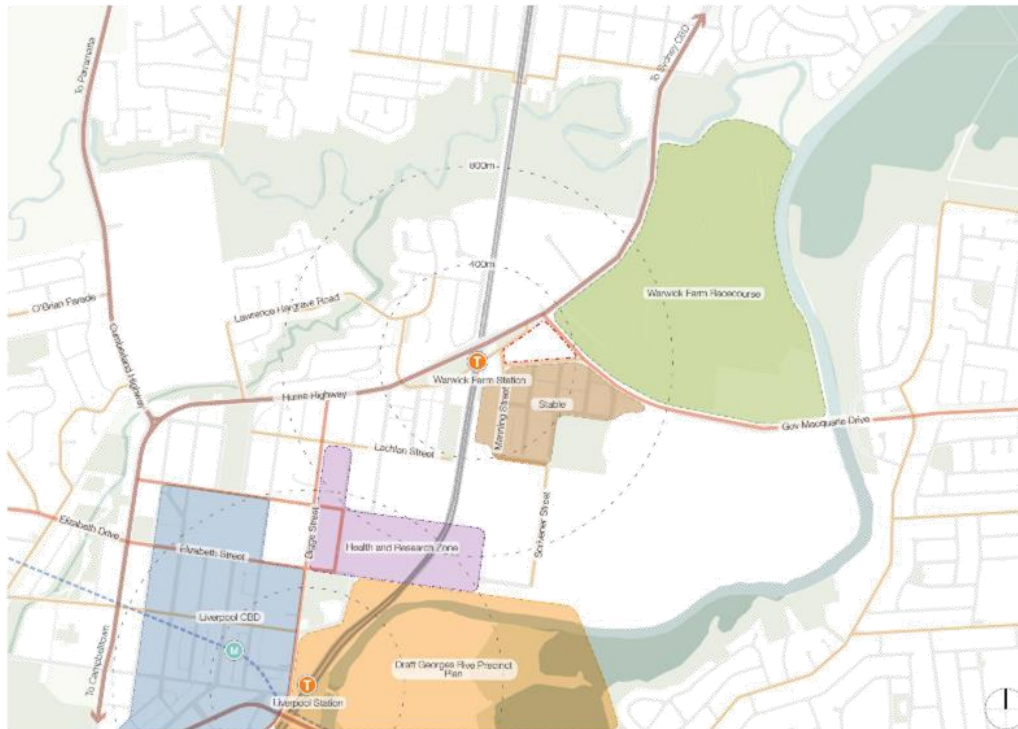 To Parramatta
To Sydney CBD
800m
400m
Warwick Farm Racecourse
O'Brian Parade
Lawrence Hargrave Road
Cumberland Highway
T
Warwick Farm Station
Hume Highway
Stable
Manning Street
Gov Macquarie Drive
Lachlan Street
Scrivener Street
Elizabeth Drive
Elizabeth Street
Bigge Street
Health and Research Zone
Liverpool CBD
M
To Campbelltown
Draft Georges Rive Precinct
Plan
T
Liverpool Station